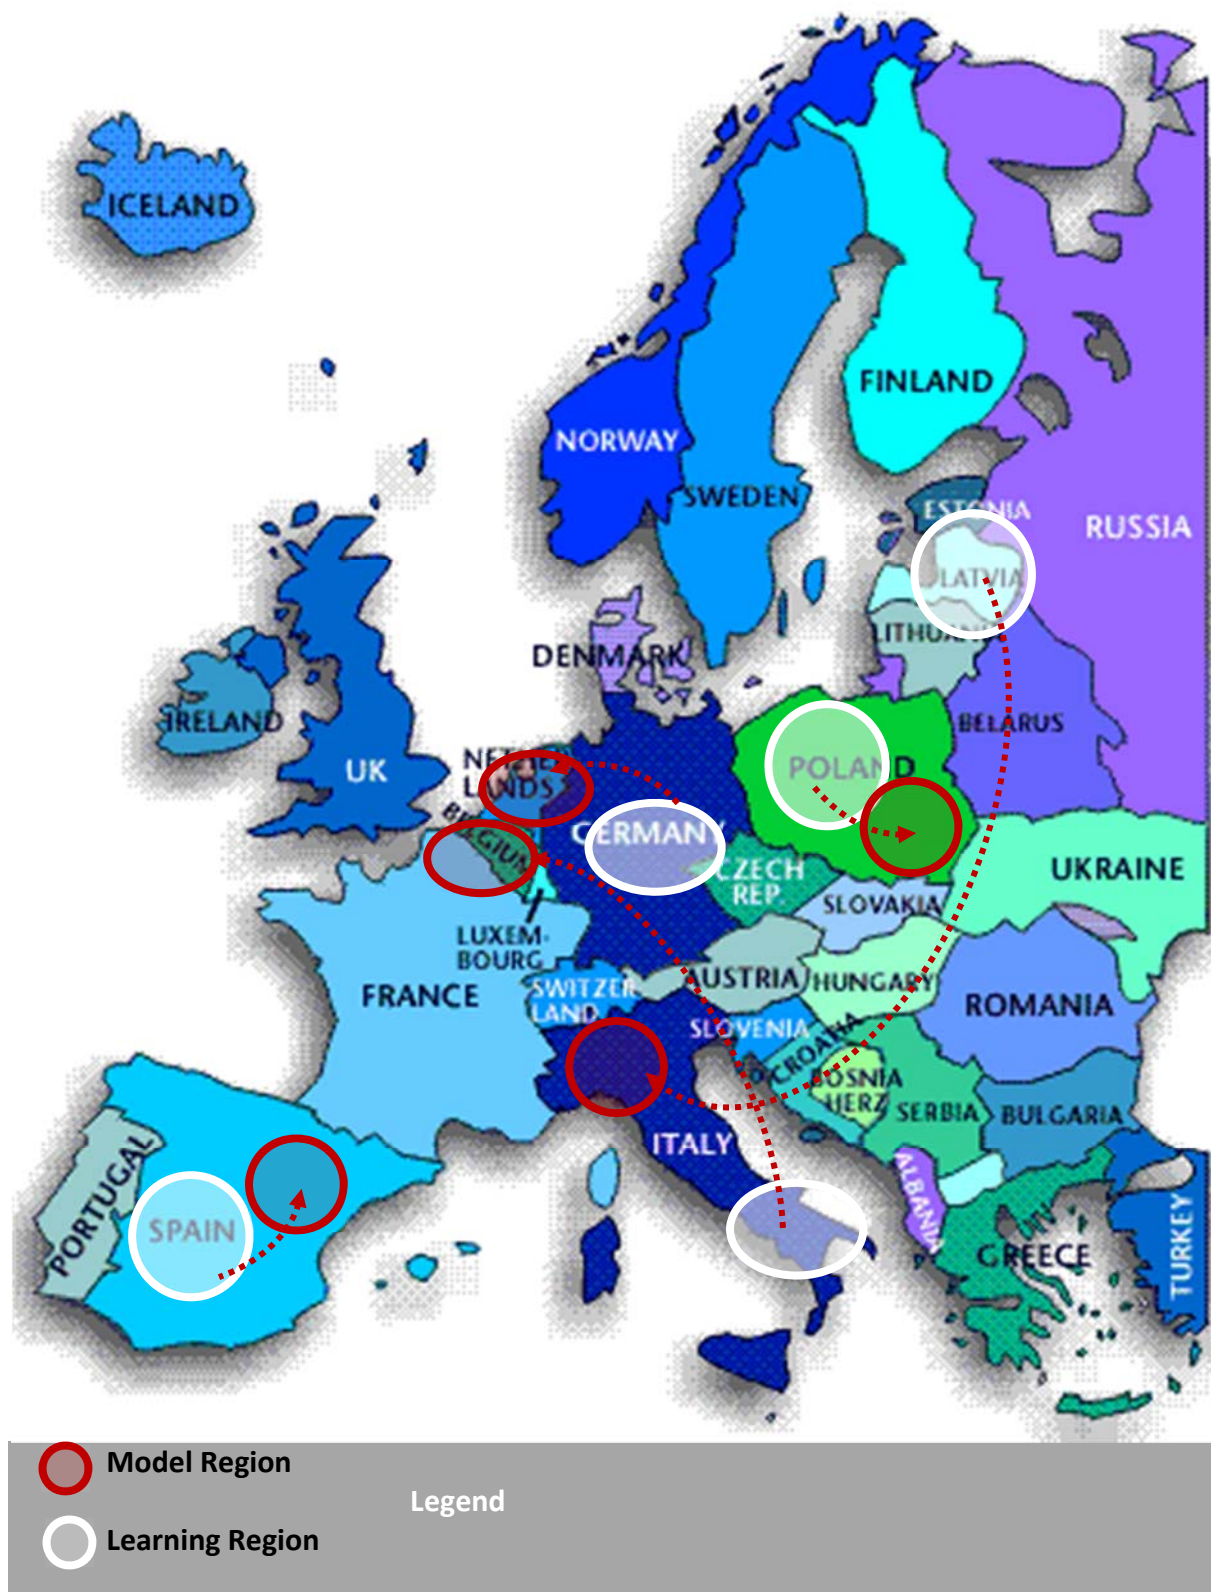 ICELAND
FINLAND
NORWAY
SWEDEN
ESTONIA
RUSSIA
LATVIA
LITHUANIA
DENMARK
IRELAND
BELARUS
UK
POLAND
LANDS
BELGIUM
GERMANY
CZECH
REP.
UKRAINE
SLOVAKIA
LUXEM-
BOURG
FRANCE
SWITZER
LAND
AUSTRIA
HUNGARY
ROMANIA
SLOVENIA
CROATIA
BOSNIA
HERZ
SERBIA
BULGARIA
ITALY
PORTUGAL
SPAIN
ALBANIA
GREECE
TURKEY
Model Region
Legend
Learning Region